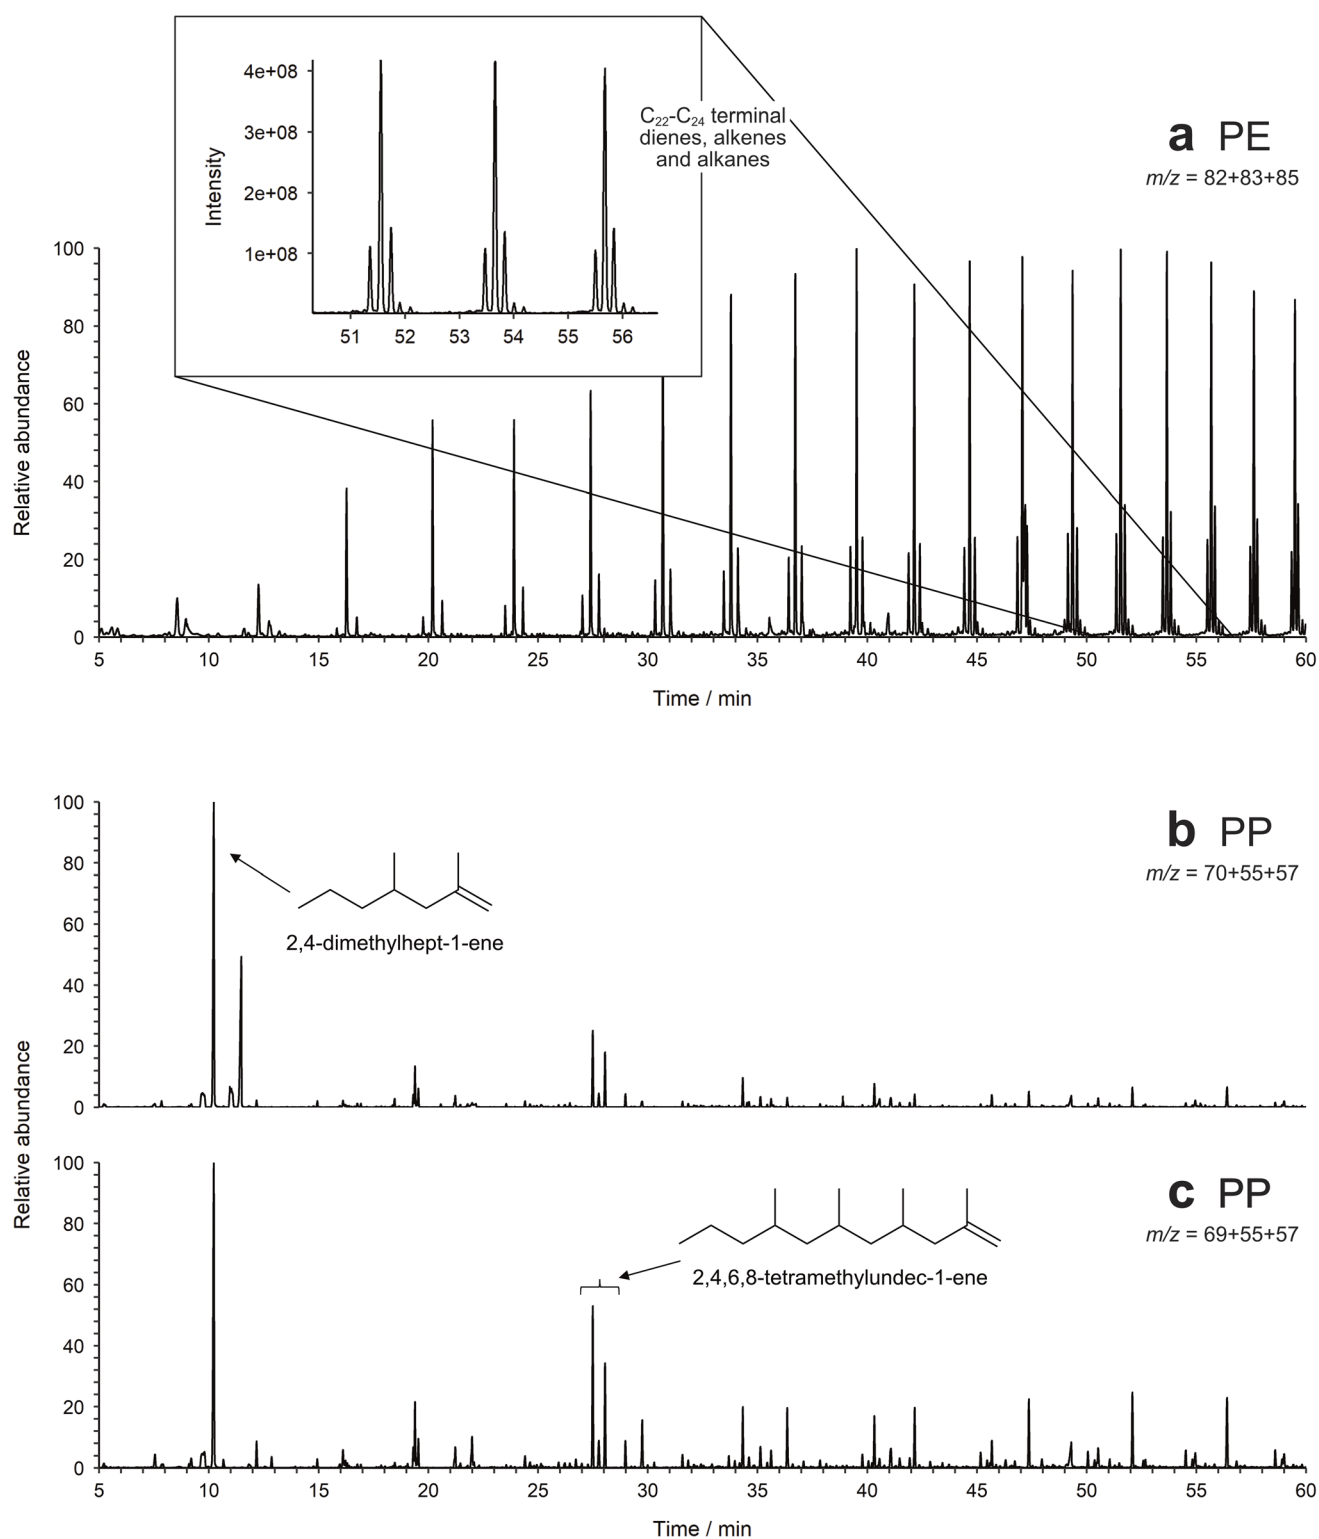 4e+08
3e+08
2e+08
1e+08
Intensity
51 52 53 54 55 56
C₂₂-C₂₄ terminal
dienes, alkenes
and alkanes
a PE
m/z = 82+83+85
100
80
60
40
20
0
Relative abundance
5 10 15 20 25 30 35 40 45 50 55 60
Time / min
b PP
m/z = 70+55+57
100
80
60
40
20
0
2,4-dimethylhept-1-ene
Relative abundance
c PP
m/z = 69+55+57
100
80
60
40
20
0
2,4,6,8-tetramethylundec-1-ene
5 10 15 20 25 30 35 40 45 50 55 60
Time / min